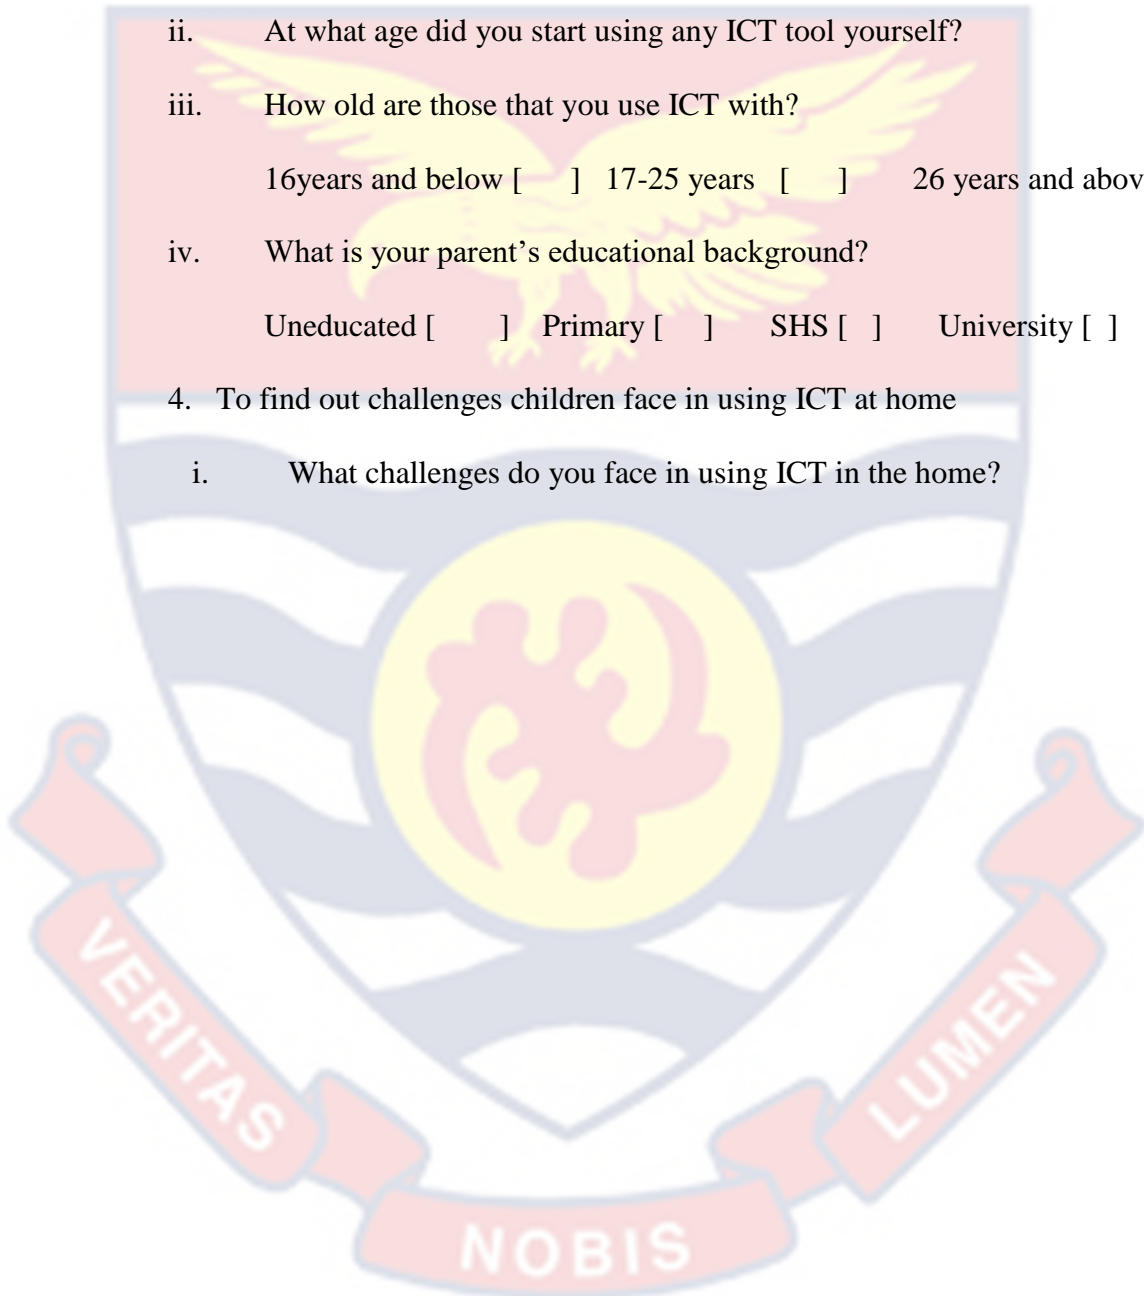 ii. At what age did you start using any ICT tool yourself?
iii. How old are those that you use ICT with?
16years and below [ ] 17-25 years [ ] 26 years and abov
iv. What is your parent’s educational background?
Uneducated [ ] Primary [ ] SHS [ ] University [ ]
4. To find out challenges children face in using ICT at home
i. What challenges do you face in using ICT in the home?
VERITAS
NOBIS
LUMEN